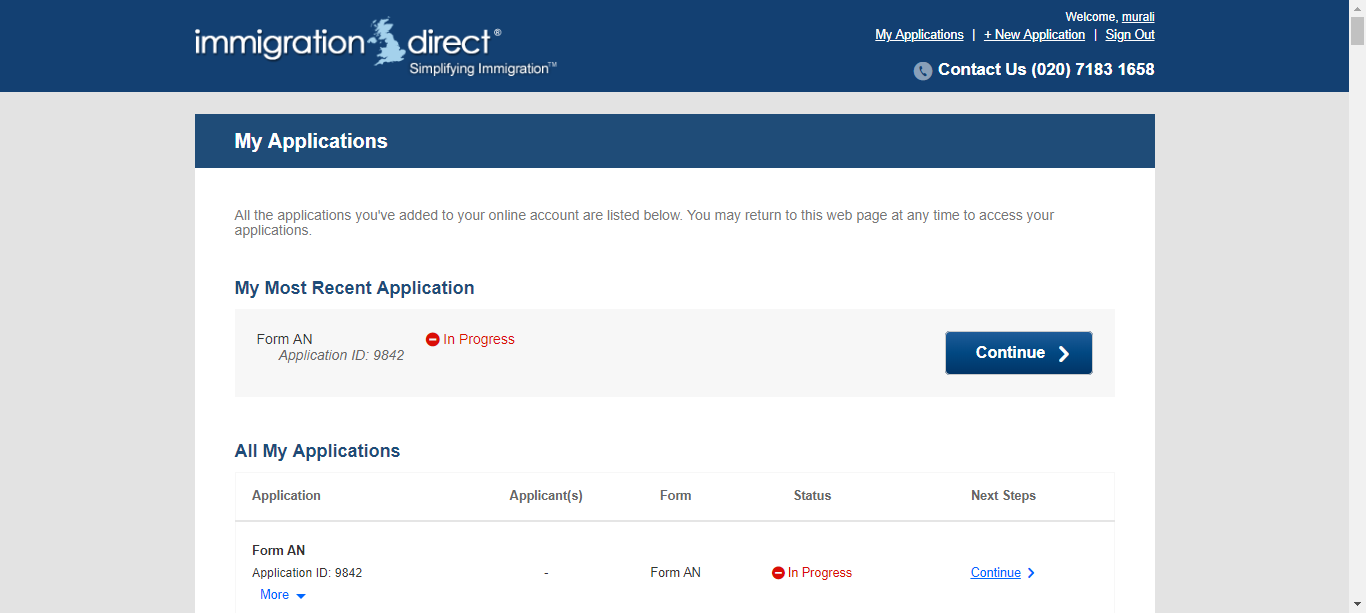 Welcome, murali
My Applications | + New Application | Sign Out
immigration direct®
Simplifying Immigration™
Contact Us (020) 7183 1658
My Applications
All the applications you've added to your online account are listed below. You may return to this web page at any time to access your
applications.
My Most Recent Application
Form AN
In Progress
Application ID: 9842
Continue
All My Applications
Application Applicant(s) Form Status Next Steps
Form AN
Application ID: 9842 - Form AN In Progress Continue
More